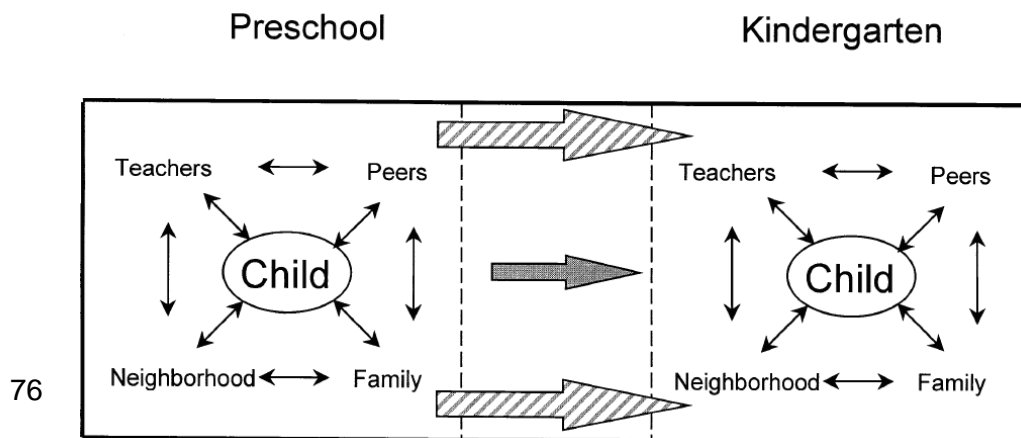 Preschool Kindergarten
Teachers Peers Teachers Peers
Child Child
Neighborhood Family Neighborhood Family
76